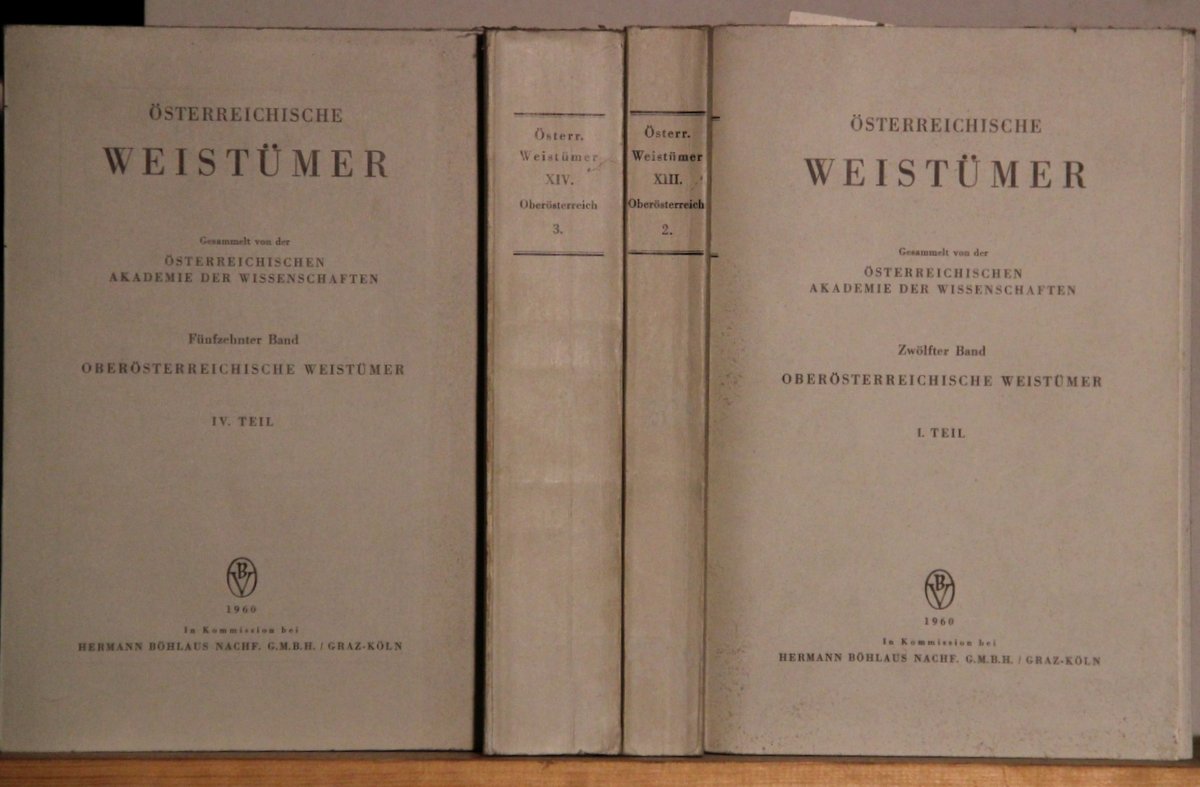 ÖSTERREICHISCHE
WEISTÜMER
Gesammelt von der
ÖSTERREICHISCHEN
AKADEMIE DER WISSENSCHAFTEN
Fünfzehnter Band
OBERÖSTERREICHISCHE WEISTÜMER
IV. TEIL
BV
1960
In Kommission bei
HERMANN BÖHLAUS NACHF. G.M.B.H. / GRAZ-KÖLN
Österr.
Weistümer
XIV.
Oberösterreich
3.
Österr.
Weistümer
XIII.
Oberösterreich
2.
ÖSTERREICHISCHE
WEISTÜMER
Gesammelt von der
ÖSTERREICHISCHEN
AKADEMIE DER WISSENSCHAFTEN
Zwölfter Band
OBERÖSTERREICHISCHE WEISTÜMER
I. TEIL
BV
1960
In Kommission bei
HERMANN BÖHLAUS NACHF. G.M.B.H. / GRAZ-KÖLN